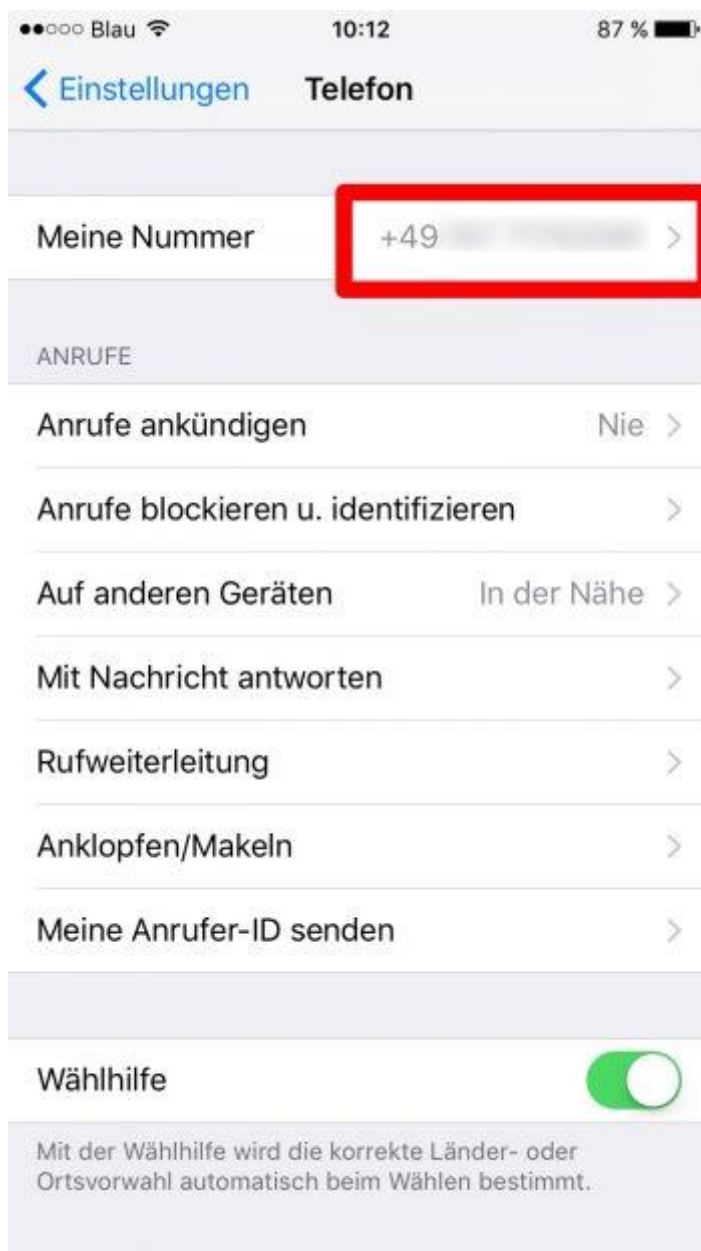 Blau 10:12 87 %
Einstellungen Telefon
Meine Nummer +49
ANRUFE
Anrufe ankündigen Nie
Anrufe blockieren u. identifizieren
Auf anderen Geräten In der Nähe
Mit Nachricht antworten
Rufweiterleitung
Anklopfen/Makeln
Meine Anrufer-ID senden
Wählhilfe
Mit der Wählhilfe wird die korrekte Länder- oder
Ortsvorwahl automatisch beim Wählen bestimmt.